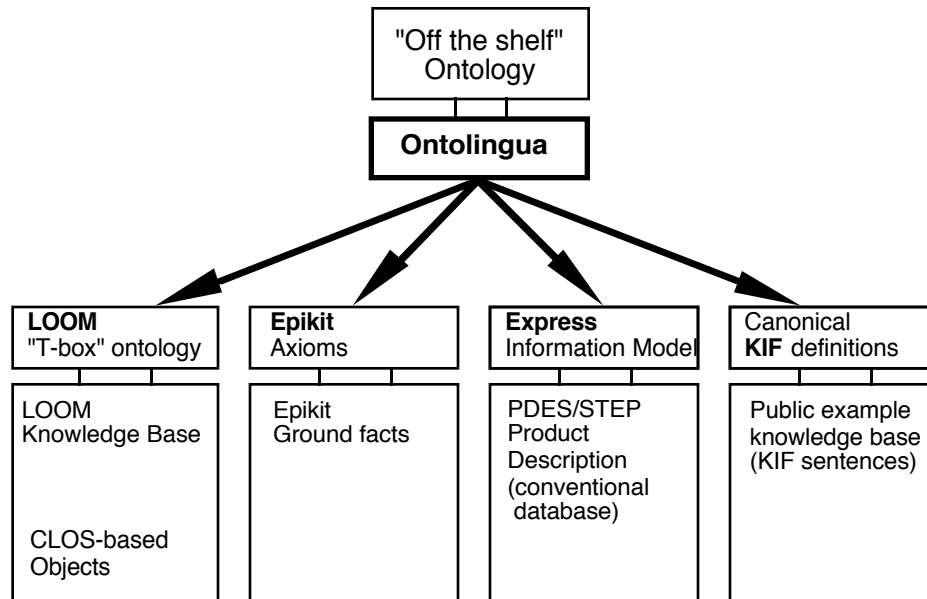 "Off the shelf"
Ontology
Ontolingua
LOOM
"T-box" ontology
Epikit
Axioms
Express
Information Model
Canonical
KIF definitions
LOOM
Knowledge Base
CLOS-based
Objects
Epikit
Ground facts
PDES/STEP
Product
Description
(conventional
database)
Public example
knowledge base
(KIF sentences)